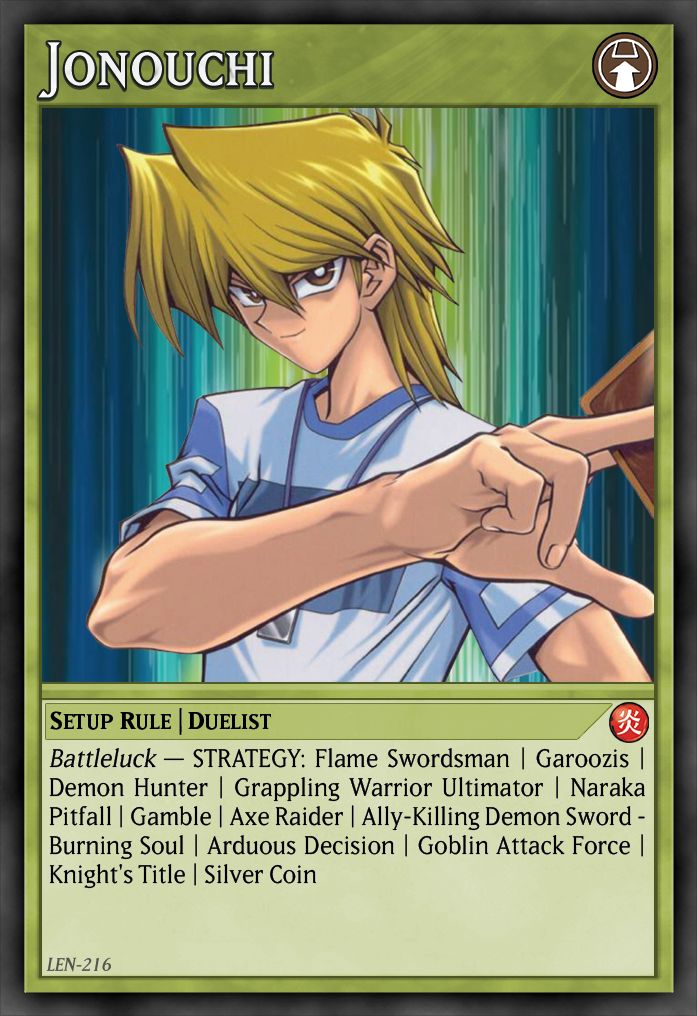 Jonouchi
Setup Rule | Duelist
炎
Battleluck — STRATEGY: Flame Swordsman | Garoozis |
Demon Hunter | Grappling Warrior Ultimator | Naraka
Pitfall | Gamble | Axe Raider | Ally-Killing Demon Sword -
Burning Soul | Arduous Decision | Goblin Attack Force |
Knight's Title | Silver Coin
LEN-216